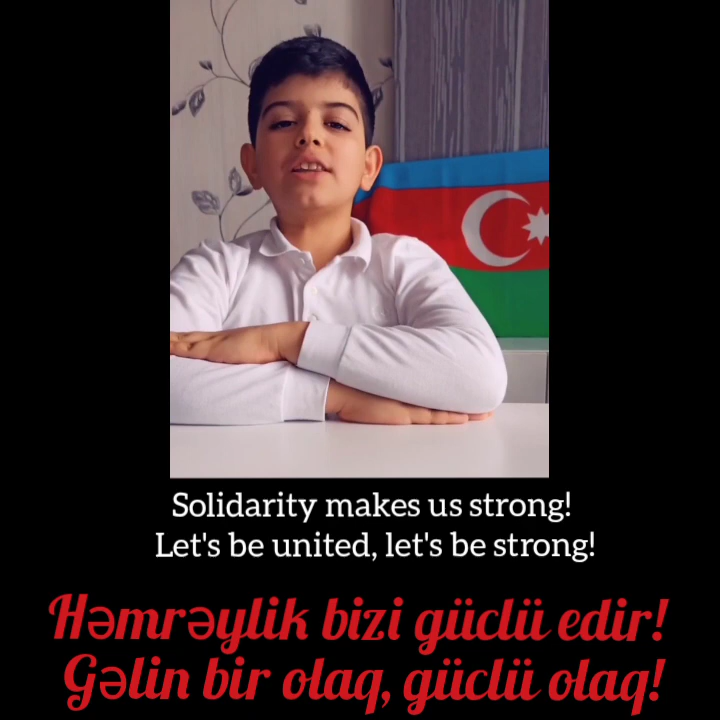 Solidarity makes us strong!
Let's be united, let's be strong!
Həmrəylik bizi güclü edir!
Gəlin bir olaq, güclü olaq!